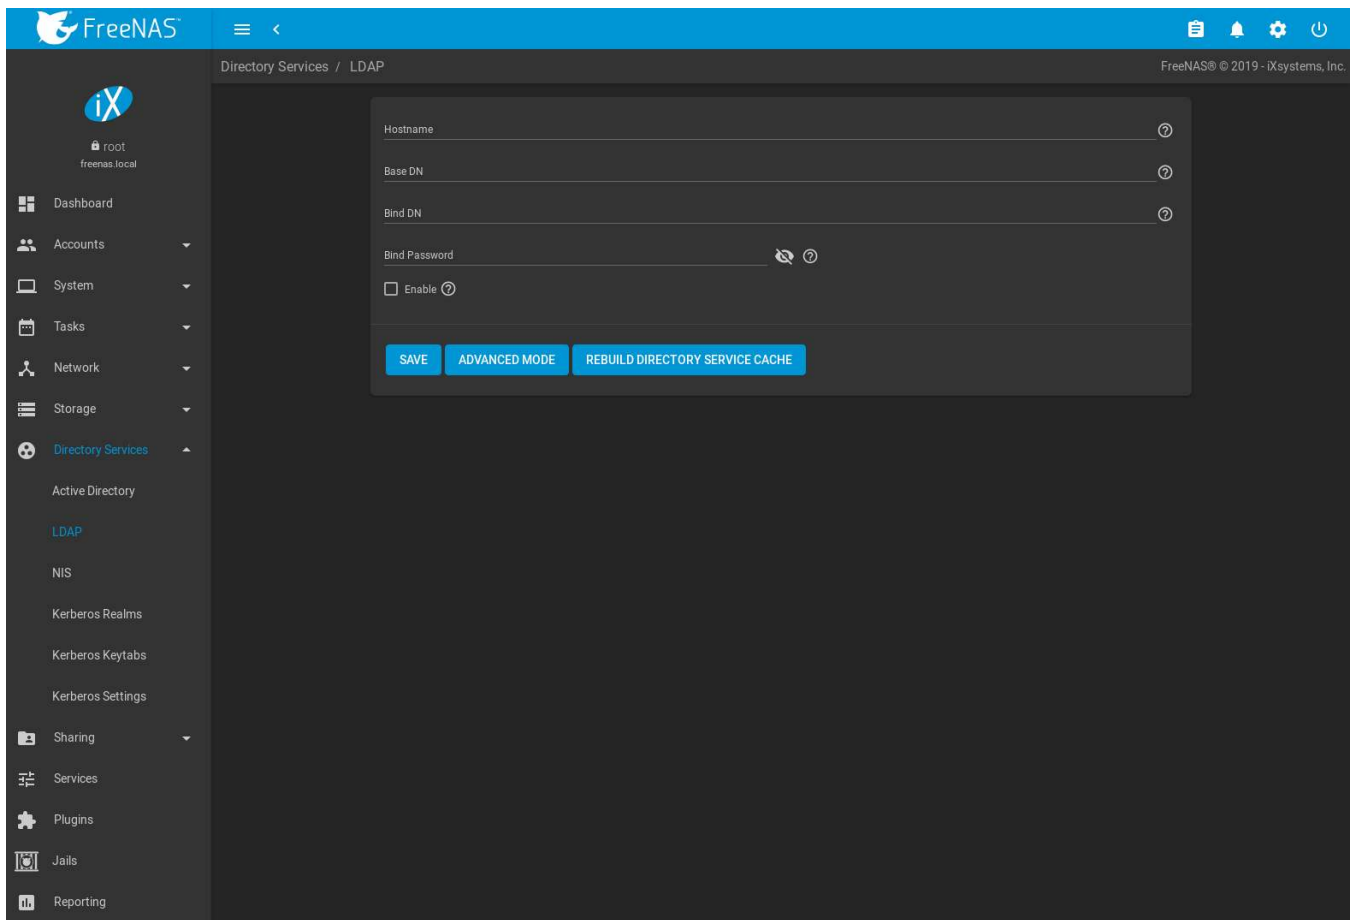 FreeNAS™
Directory Services / LDAP
FreeNAS® © 2019 - iXsystems, Inc.
iX
root
freenas.local
Dashboard
Accounts
System
Tasks
Network
Storage
Directory Services
Active Directory
LDAP
NIS
Kerberos Realms
Kerberos Keytabs
Kerberos Settings
Sharing
Services
Plugins
Jails
Reporting
Hostname
Base DN
Bind DN
Bind Password
Enable
SAVE
ADVANCED MODE
REBUILD DIRECTORY SERVICE CACHE